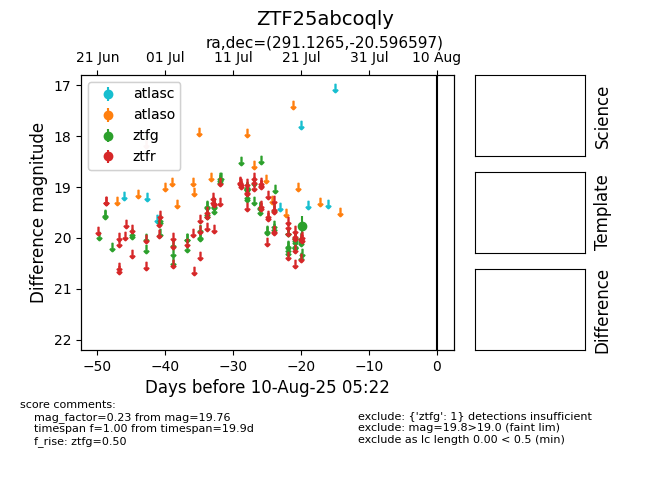 ZTF25abcoqly
ra,dec=(291.1265,-20.596597)
21 Jun 01 Jul 11 Jul 21 Jul 31 Jul 10 Aug
atlasc
atlaso
ztfg
ztfr
17
18
19
20
21
22
Difference magnitude
−50 −40 −30 −20 −10 0
Days before 10-Aug-25 05:22
Science
Template
Difference
score comments:
mag_factor=0.23 from mag=19.76
timespan f=1.00 from timespan=19.9d
f_rise: ztfg=0.50
exclude: {'ztfg': 1} detections insufficient
exclude: mag=19.8>19.0 (faint lim)
exclude as lc length 0.00 < 0.5 (min)